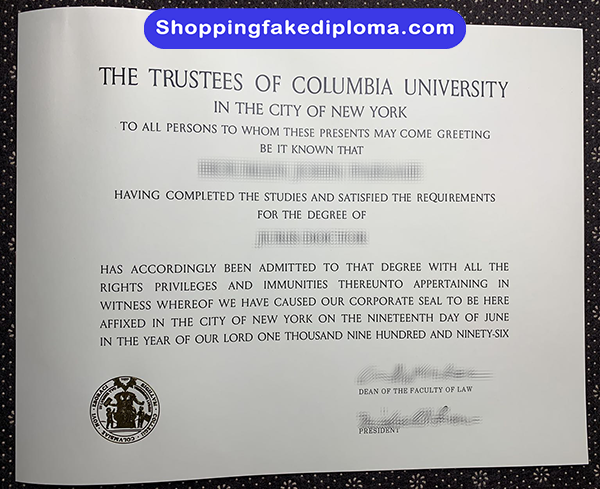 Shoppingfakediploma.com
THE TRUSTEES OF COLUMBIA UNIVERSITY
IN THE CITY OF NEW YORK
TO ALL PERSONS TO WHOM THESE PRESENTS MAY COME GREETING
BE IT KNOWN THAT
HAVING COMPLETED THE STUDIES AND SATISFIED THE REQUIREMENTS
FOR THE DEGREE OF
HAS ACCORDINGLY BEEN ADMITTED TO THAT DEGREE WITH ALL THE
RIGHTS PRIVILEGES AND IMMUNITIES THEREUNTO APPERTAINING IN
WITNESS WHEREOF WE HAVE CAUSED OUR CORPORATE SEAL TO BE HERE
AFFIXED IN THE CITY OF NEW YORK ON THE NINETEENTH DAY OF JUNE
IN THE YEAR OF OUR LORD ONE THOUSAND NINE HUNDRED AND NINETY-SIX
DEAN OF THE FACULTY OF LAW
PRESIDENT